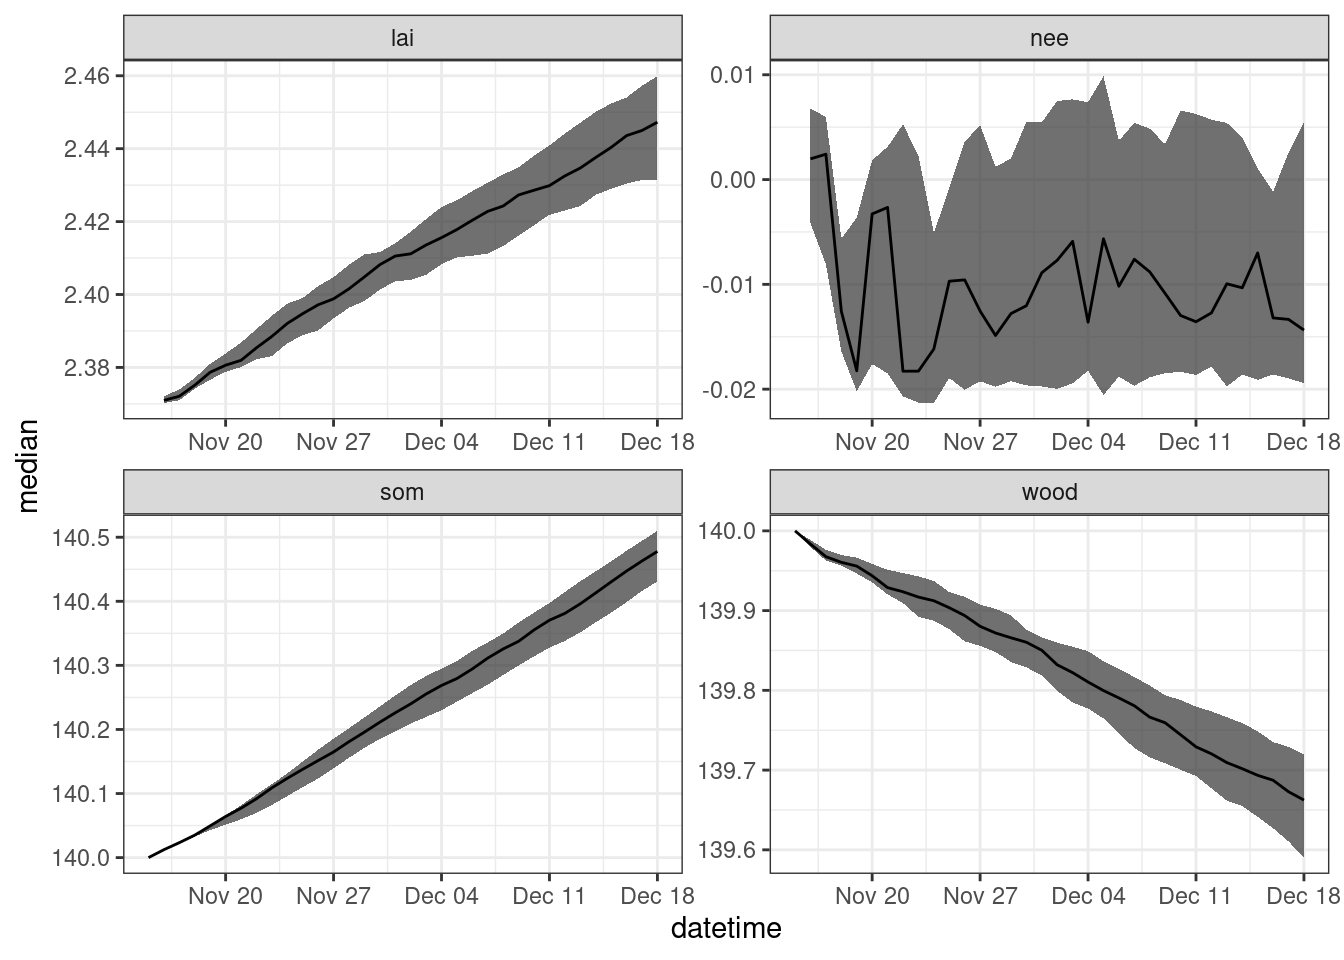 lai
nee
2.46
2.44
2.42
2.40
2.38
0.01
0.00
-0.01
-0.02
Nov 20 Nov 27 Dec 04 Dec 11 Dec 18
Nov 20 Nov 27 Dec 04 Dec 11 Dec 18
median
som
wood
140.5
140.4
140.3
140.2
140.1
140.0
140.0
139.9
139.8
139.7
139.6
Nov 20 Nov 27 Dec 04 Dec 11 Dec 18
Nov 20 Nov 27 Dec 04 Dec 11 Dec 18
datetime